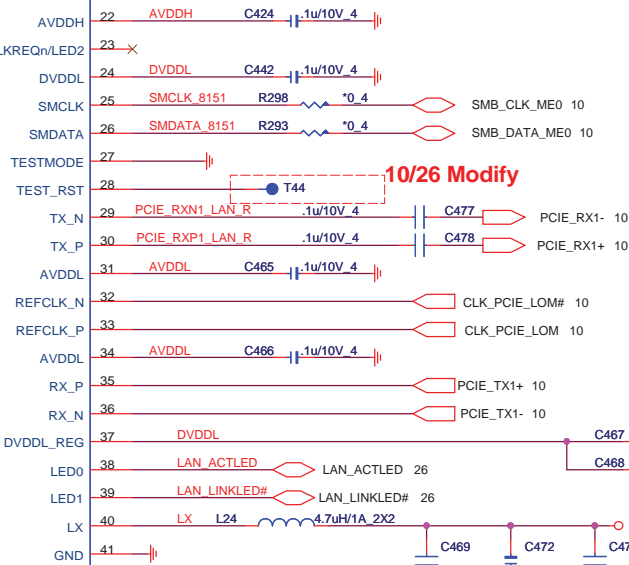 AVDDH 22 AVDDH C424 .1u/10V_4
LKREQn/LED2 23
DVDDL 24 DVDDL C442 .1u/10V_4
SMCLK 25 SMCLK_8151 R298 *0_4 SMB_CLK_ME0 10
SMDATA 26 SMDATA_8151 R293 *0_4 SMB_DATA_ME0 10
TESTMODE 27
10/26 Modify
TEST_RST 28 T44
TX_N 29 PCIE_RXN1_LAN_R .1u/10V_4 C477 PCIE_RX1- 10
TX_P 30 PCIE_RXP1_LAN_R .1u/10V_4 C478 PCIE_RX1+ 10
AVDDL 31 AVDDL C465 .1u/10V_4
REFCLK_N 32 CLK_PCIE_LOM# 10
REFCLK_P 33 CLK_PCIE_LOM 10
AVDDL 34 AVDDL C466 .1u/10V_4
RX_P 35 PCIE_TX1+ 10
RX_N 36 PCIE_TX1- 10
DVDDL_REG 37 DVDDL C467
LED0 38 LAN_ACTLED LAN_ACTLED 26 C468
LED1 39 LAN_LINKLED# LAN_LINKLED# 26
LX 40 LX L24 4.7uH/1A_2X2
GND 41 C469 C472